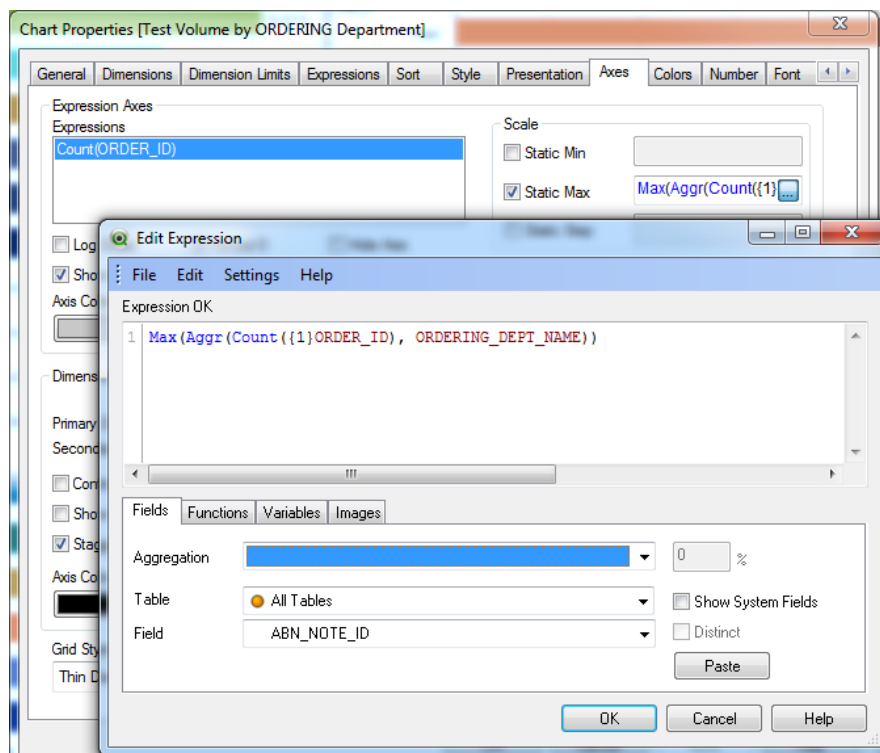 Chart Properties [Test Volume by ORDERING Department]
General Dimensions Dimension Limits Expressions Sort Style Presentation Axes Colors Number Font
Expression Axes
Expressions
Count(ORDER_ID)
Scale
Static Min
Static Max Max(Aggr(Count({1} ...
Log
Sho
Axis Co
Dimens
Primary
Second
Con
Sho
Stag
Axis Co
Grid Sty
Thin D
Edit Expression
File Edit Settings Help
Expression OK
1 Max(Aggr(Count({1}ORDER_ID), ORDERING_DEPT_NAME))
Fields Functions Variables Images
Aggregation 0 %
Table All Tables Show System Fields
Field ABN_NOTE_ID Distinct
Paste
OK Cancel Help